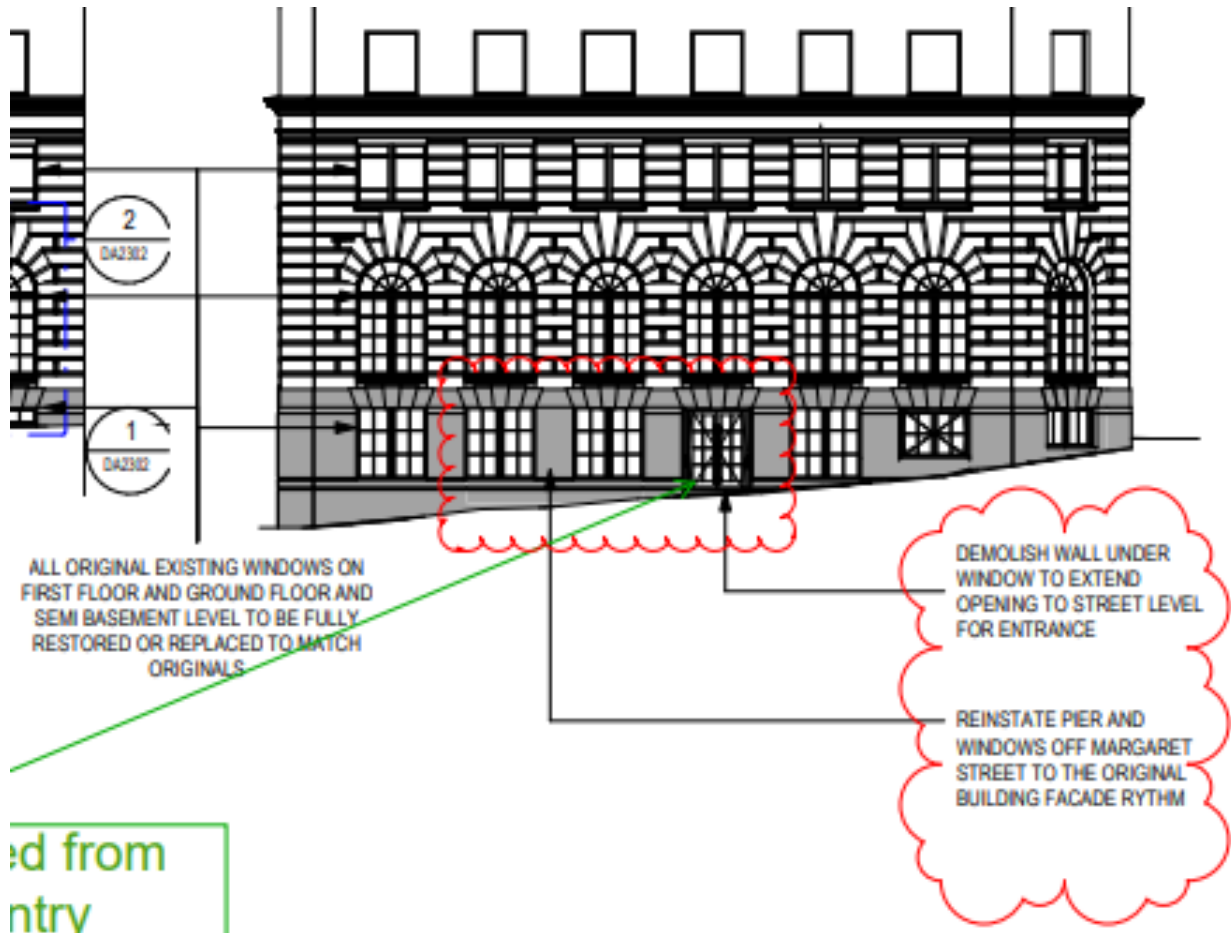 2
DA2302
1
DA2302
ALL ORIGINAL EXISTING WINDOWS ON
FIRST FLOOR AND GROUND FLOOR AND
SEMI BASEMENT LEVEL TO BE FULLY
RESTORED OR REPLACED TO MATCH
ORIGINALS
DEMOLISH WALL UNDER
WINDOW TO EXTEND
OPENING TO STREET LEVEL
FOR ENTRANCE
REINSTATE PIER AND
WINDOWS OFF MARGARET
STREET TO THE ORIGINAL
BUILDING FACADE RYTHM
ed from
ntry